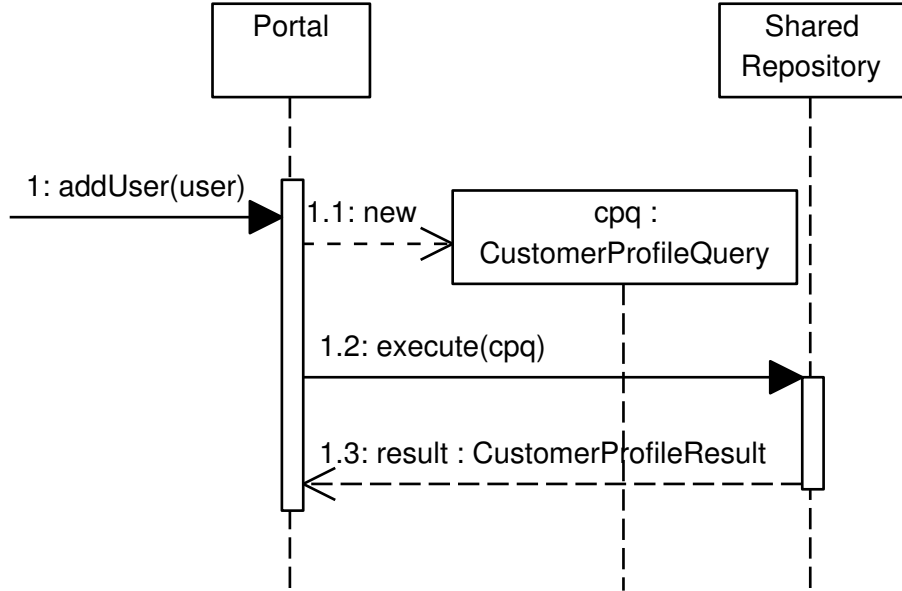 Portal
Shared
Repository
1: addUser(user)
1.1: new
cpq :
CustomerProfileQuery
1.2: execute(cpq)
1.3: result : CustomerProfileResult